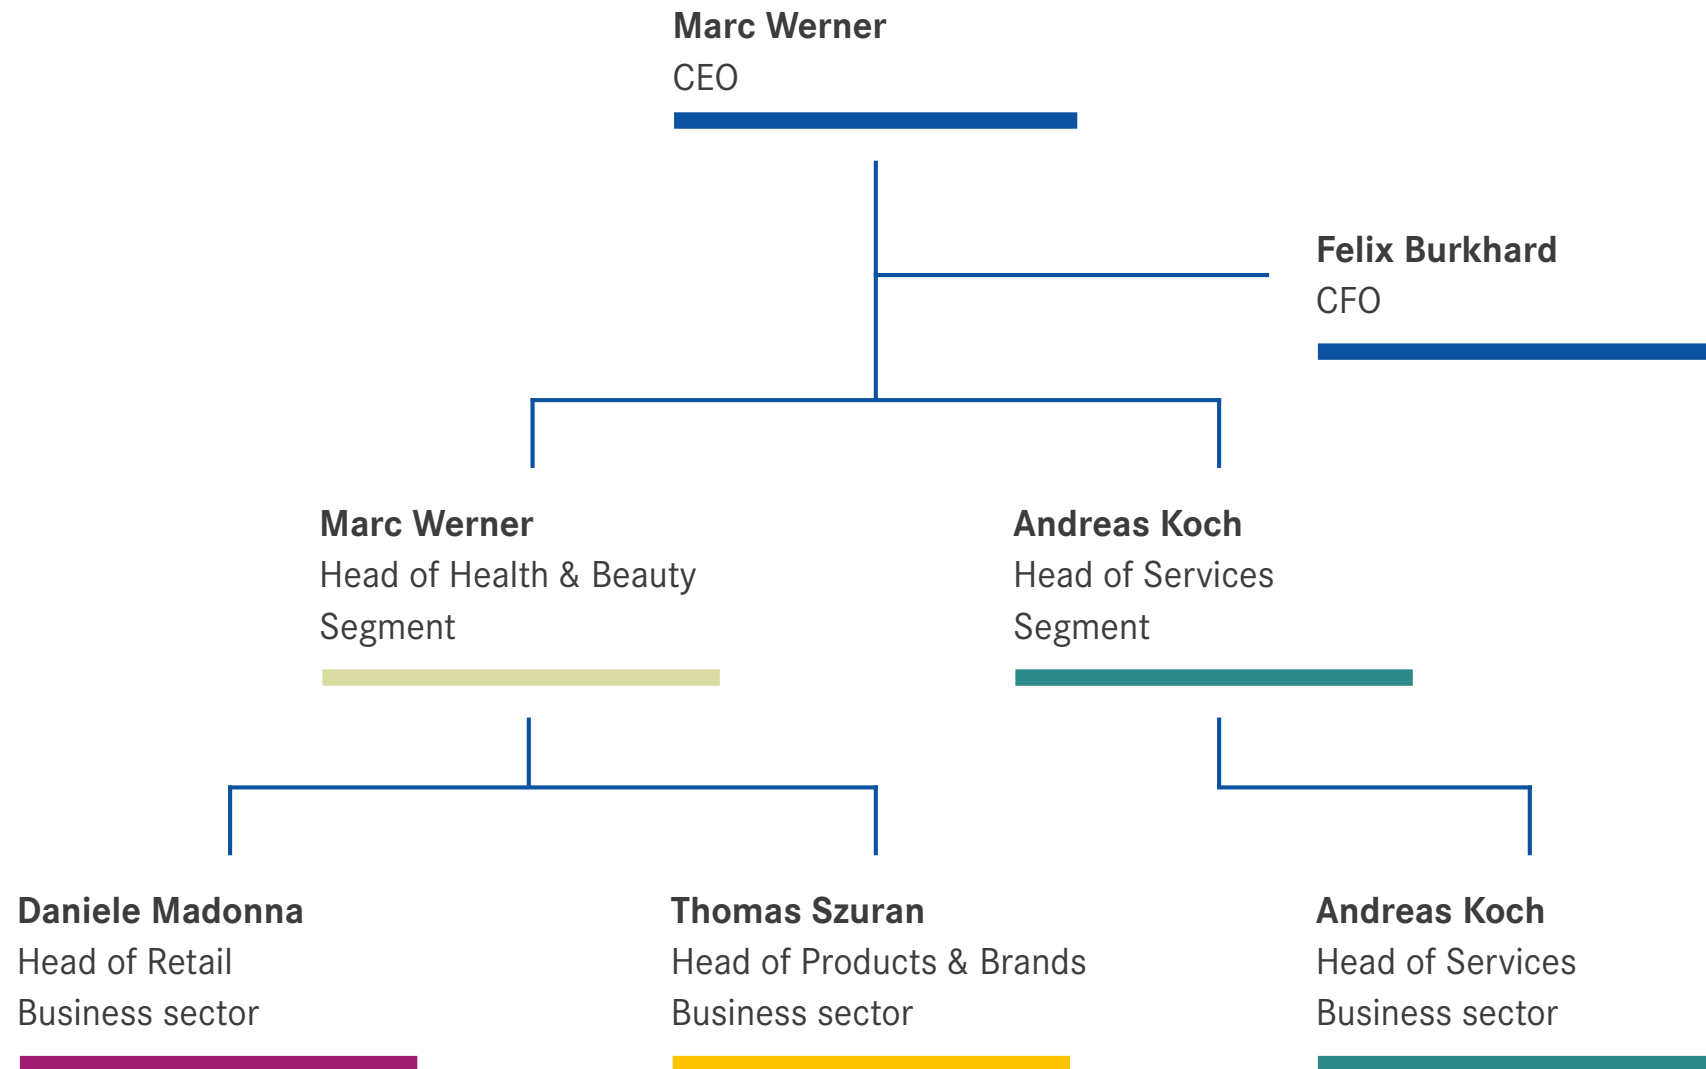 Marc Werner
CEO
Felix Burkhard
CFO
Marc Werner
Head of Health & Beauty
Segment
Andreas Koch
Head of Services
Segment
Daniele Madonna
Head of Retail
Business sector
Thomas Szuran
Head of Products & Brands
Business sector
Andreas Koch
Head of Services
Business sector